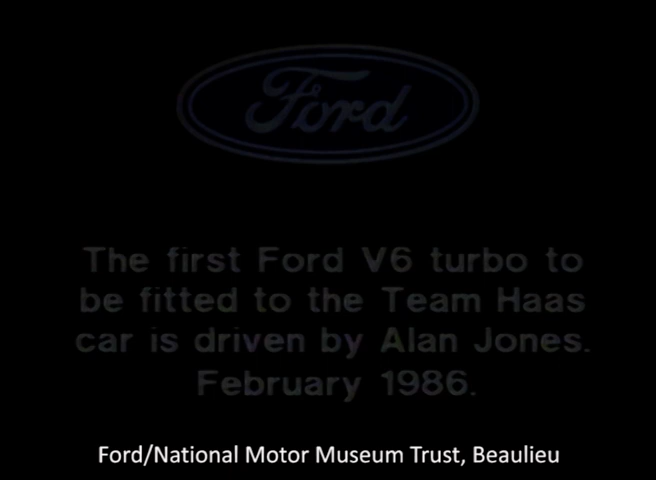 Ford
The first Ford V6 turbo to
be fitted to the Team Haas
car is driven by Alan Jones.
February 1986.
Ford/National Motor Museum Trust, Beaulieu